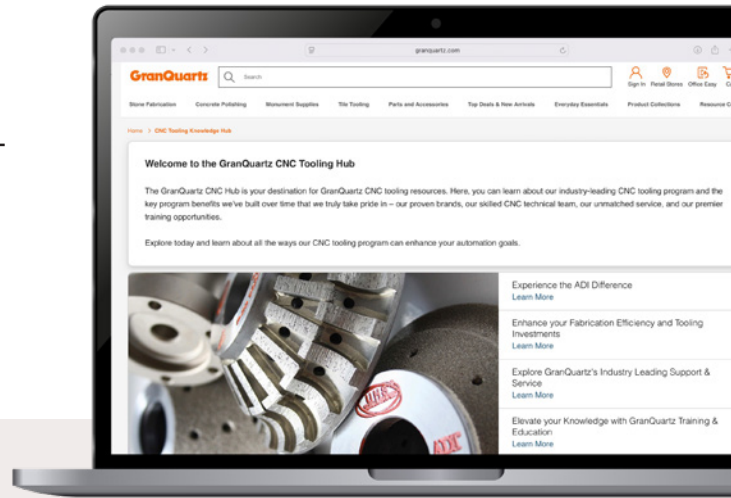 granquartz.com
GranQuartz
Search
Sign In Retail Stores Office Easy
Stone Fabrication Concrete Polishing Monument Supplies Tile Tooling Parts and Accessories Top Deals & New Arrivals Everyday Essentials Product Collections Resource
Home > CNC Tooling Knowledge Hub
Welcome to the GranQuartz CNC Tooling Hub
The GranQuartz CNC Hub is your destination for GranQuartz CNC tooling resources. Here, you can learn about our industry-leading CNC tooling program and the
key program benefits we've built over time that we truly take pride in – our proven brands, our skilled CNC technical team, our unmatched service, and our premier
training opportunities.
Explore today and learn about all the ways our CNC tooling program can enhance your automation goals.
Experience the ADI Difference
Learn More
Enhance your Fabrication Efficiency and Tooling
Investments
Learn More
Explore GranQuartz's Industry Leading Support &
Service
Learn More
Elevate your Knowledge with GranQuartz Training &
Education
Learn More
ADI